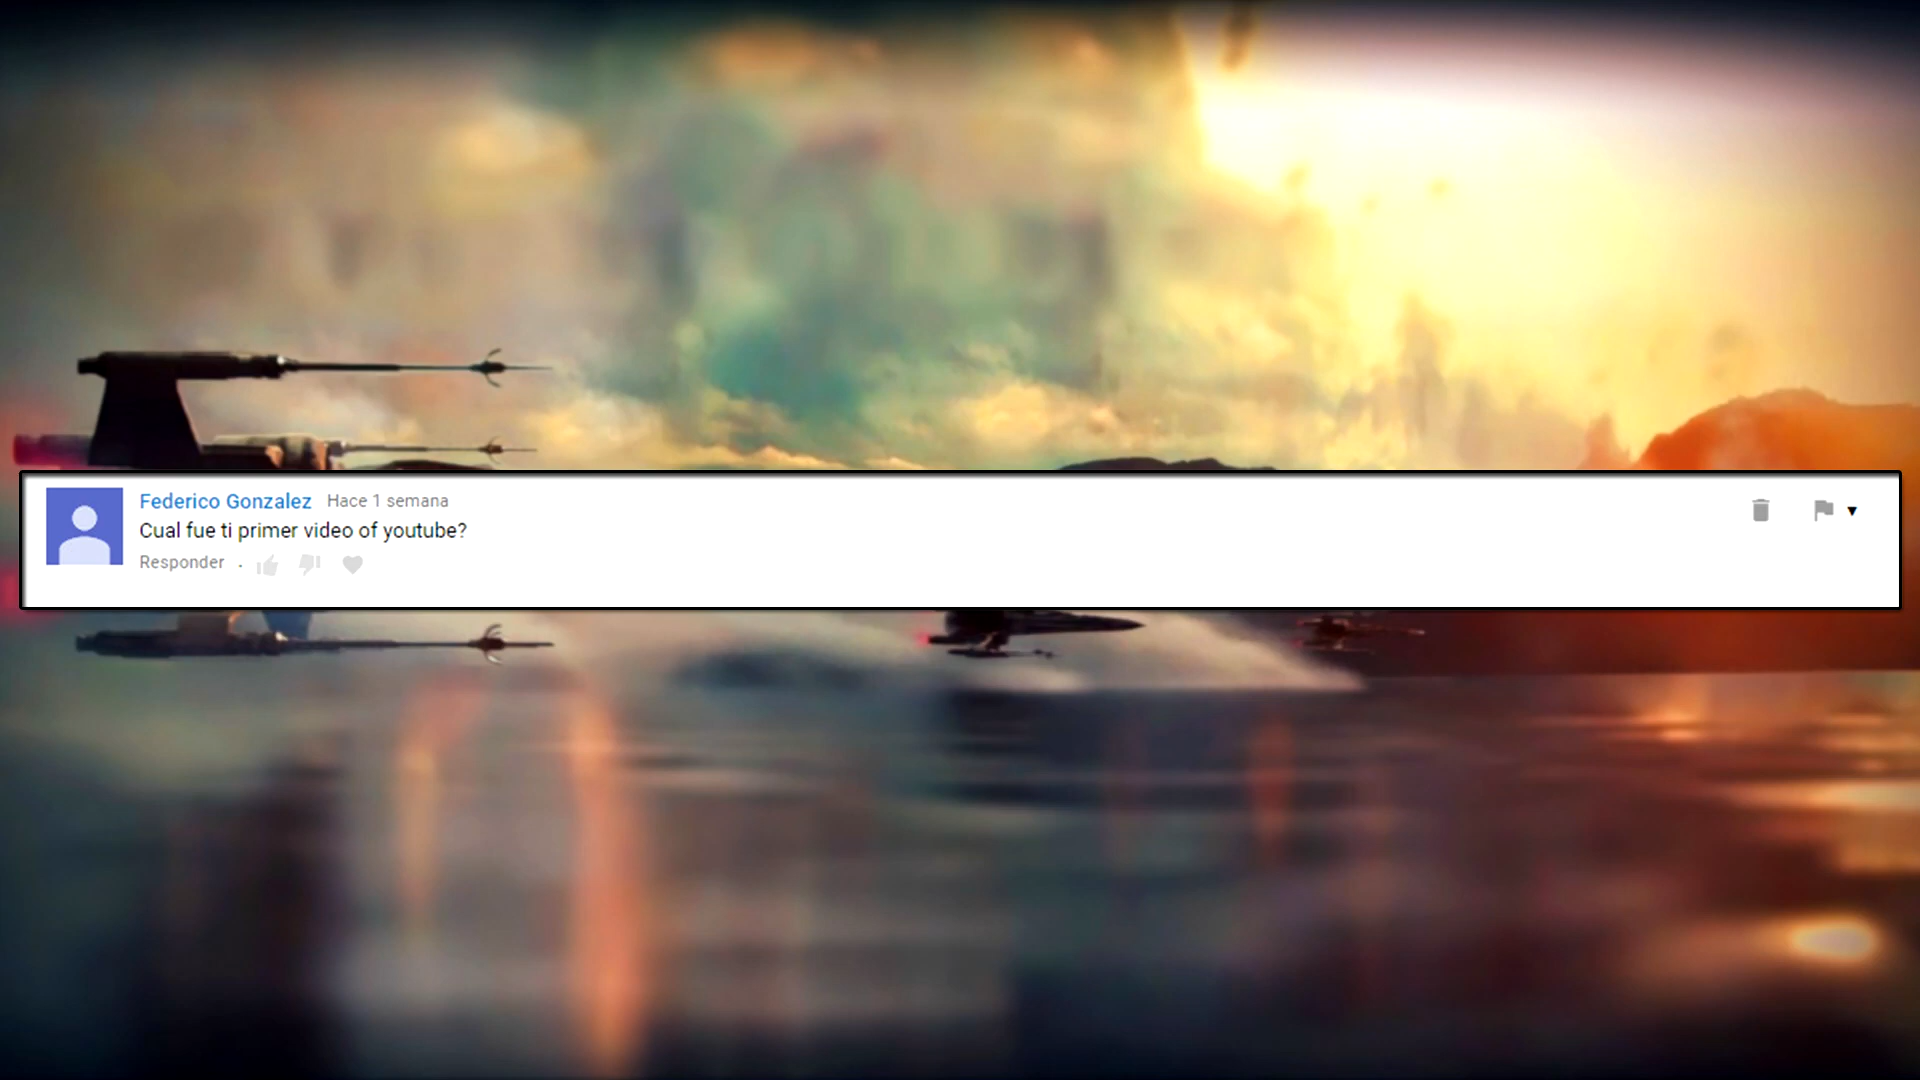 Federico Gonzalez Hace 1 semana
Cual fue ti primer video of youtube?
Responder .